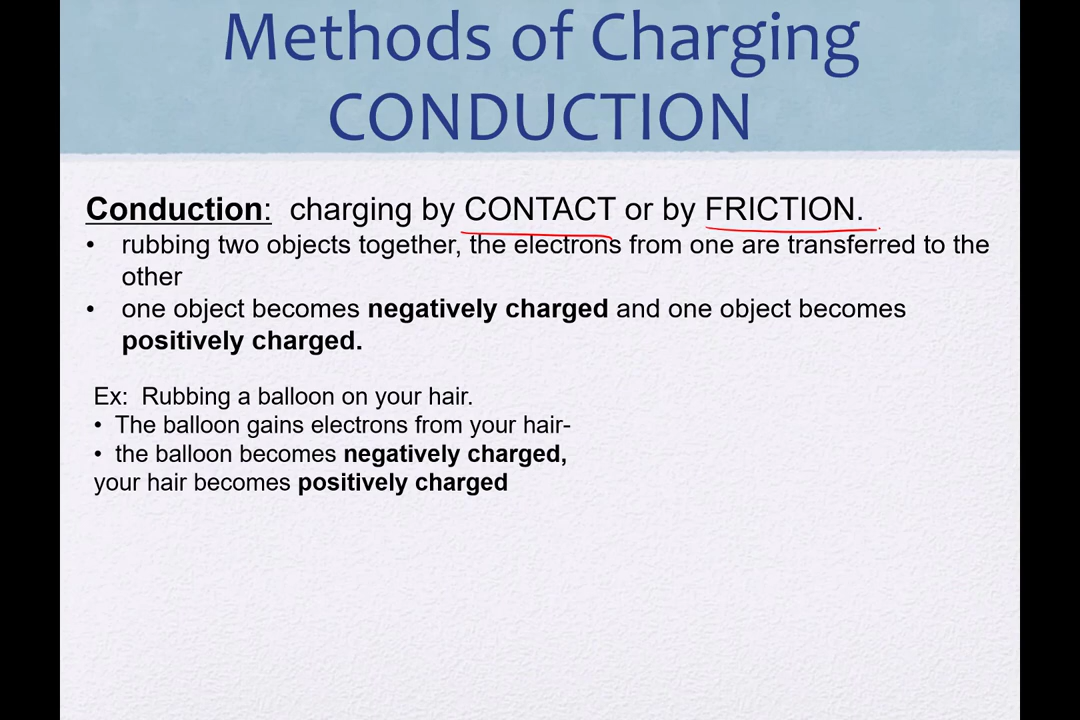 Methods of Charging
CONDUCTION
Conduction: charging by CONTACT or by FRICTION.
• rubbing two objects together, the electrons from one are transferred to the
other
• one object becomes negatively charged and one object becomes
positively charged.
Ex: Rubbing a balloon on your hair.
• The balloon gains electrons from your hair-
• the balloon becomes negatively charged,
your hair becomes positively charged